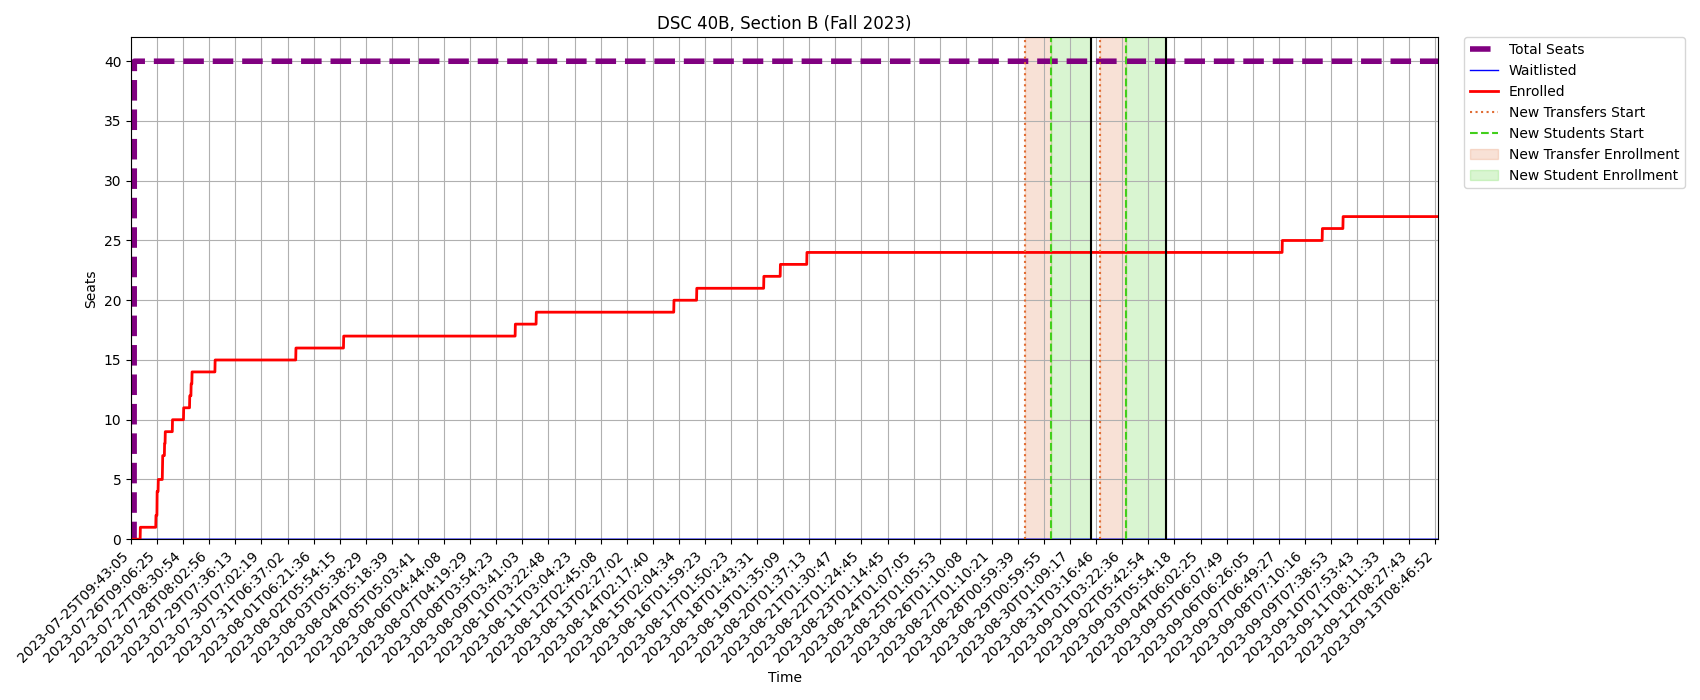 DSC 40B, Section B (Fall 2023)
Total Seats
Waitlisted
Enrolled
New Transfers Start
New Students Start
New Transfer Enrollment
New Student Enrollment
Seats
40
35
30
25
20
15
10
5
0
2023-07-25T09:43:05
2023-07-26T09:06:25
2023-07-27T08:30:54
2023-07-28T08:02:56
2023-07-29T07:36:13
2023-07-30T07:02:19
2023-07-31T06:37:02
2023-08-01T06:21:36
2023-08-02T05:54:15
2023-08-03T05:38:29
2023-08-04T05:18:39
2023-08-05T05:03:41
2023-08-06T04:44:08
2023-08-07T04:19:29
2023-08-08T03:54:23
2023-08-09T03:41:03
2023-08-10T03:22:48
2023-08-11T03:04:23
2023-08-12T02:45:08
2023-08-13T02:27:02
2023-08-14T02:17:40
2023-08-15T02:04:34
2023-08-16T01:59:23
2023-08-17T01:50:23
2023-08-18T01:43:31
2023-08-19T01:35:09
2023-08-20T01:37:13
2023-08-21T01:30:47
2023-08-22T01:24:45
2023-08-23T01:14:45
2023-08-24T01:07:05
2023-08-25T01:05:53
2023-08-26T01:10:08
2023-08-27T01:10:21
2023-08-28T00:59:39
2023-08-29T00:59:55
2023-08-30T01:09:17
2023-08-31T03:16:46
2023-09-01T03:22:36
2023-09-02T05:42:54
2023-09-03T05:54:18
2023-09-04T06:02:25
2023-09-05T06:07:49
2023-09-06T06:26:05
2023-09-07T06:49:27
2023-09-08T07:10:16
2023-09-09T07:38:53
2023-09-10T07:53:43
2023-09-11T08:11:33
2023-09-12T08:27:43
2023-09-13T08:46:52
Time